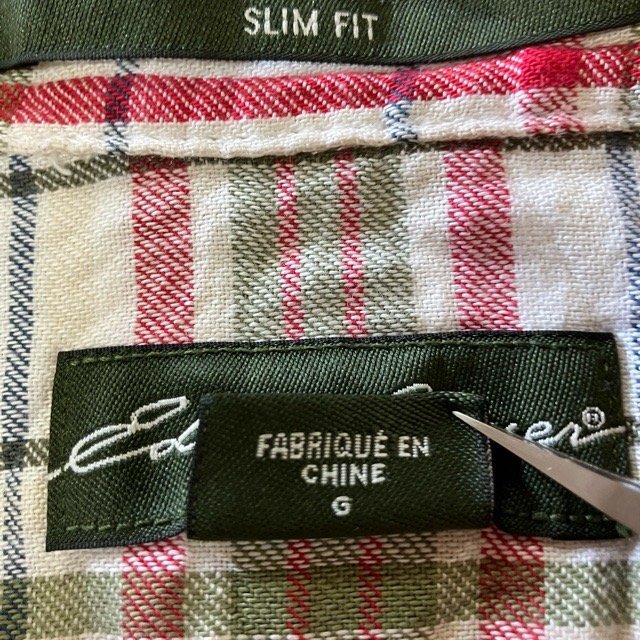 SLIM FIT
®
FABRIQUÉ EN
CHINE
G